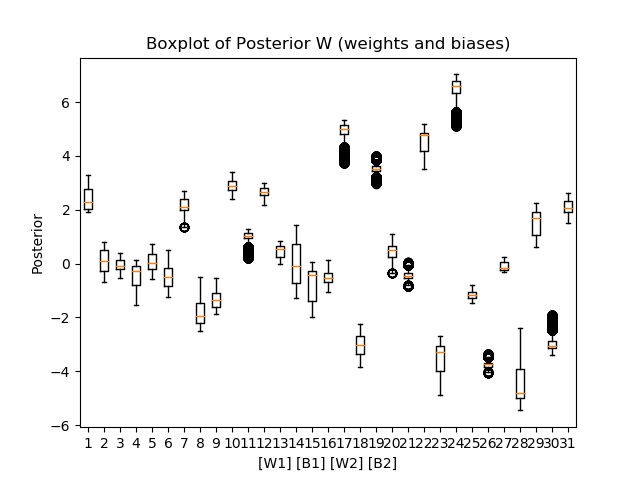 Boxplot of Posterior W (weights and biases)
Posterior
6
4
2
0
−2
−4
−6
1 2 3 4 5 6 7 8 9 10 11 12 13 14 15 16 17 18 19 20 21 22 23 24 25 26 27 28 29 30 31
[W1] [B1] [W2] [B2]